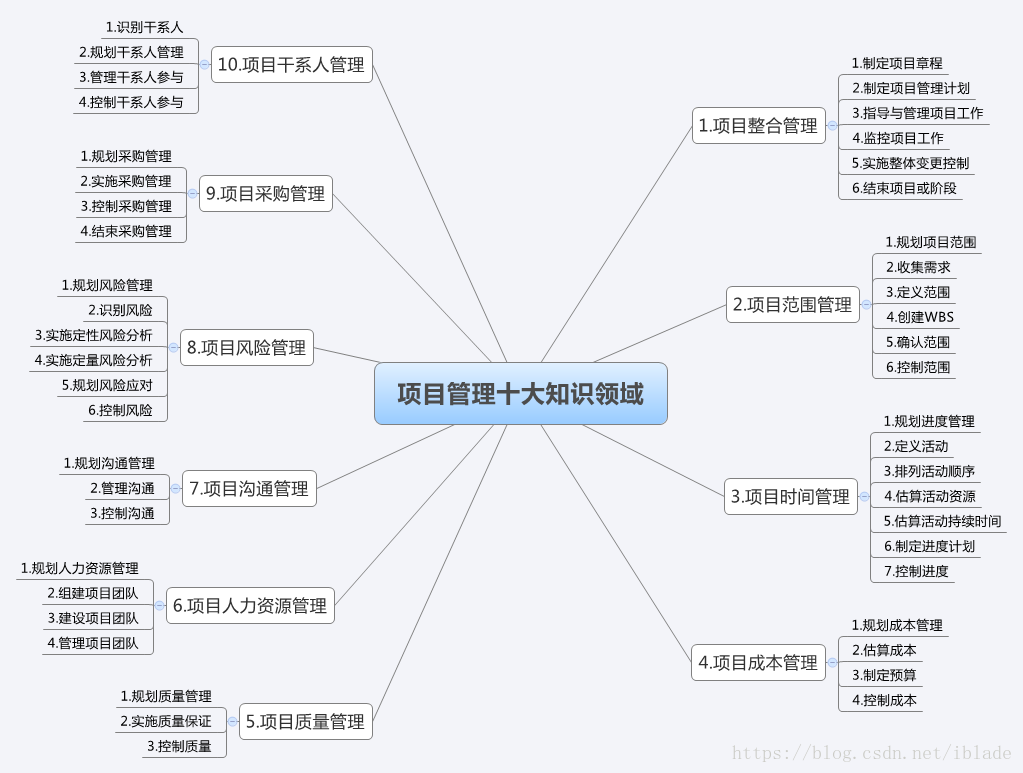 项目管理十大知识领域
1.项目整合管理
1.制定项目章程
2.制定项目管理计划
3.指导与管理项目工作
4.监控项目工作
5.实施整体变更控制
6.结束项目或阶段
2.项目范围管理
1.规划项目范围
2.收集需求
3.定义范围
4.创建WBS
5.确认范围
6.控制范围
3.项目时间管理
1.规划进度管理
2.定义活动
3.排列活动顺序
4.估算活动资源
5.估算活动持续时间
6.制定进度计划
7.控制进度
4.项目成本管理
1.规划成本管理
2.估算成本
3.制定预算
4.控制成本
5.项目质量管理
1.规划质量管理
2.实施质量保证
3.控制质量
6.项目人力资源管理
1.规划人力资源管理
2.组建项目团队
3.建设项目团队
4.管理项目团队
7.项目沟通管理
1.规划沟通管理
2.管理沟通
3.控制沟通
8.项目风险管理
1.规划风险管理
2.识别风险
3.实施定性风险分析
4.实施定量风险分析
5.规划风险应对
6.控制风险
9.项目采购管理
1.规划采购管理
2.实施采购管理
3.控制采购管理
4.结束采购管理
10.项目干系人管理
1.识别干系人
2.规划干系人管理
3.管理干系人参与
4.控制干系人参与
https://blog.csdn.net/iblade